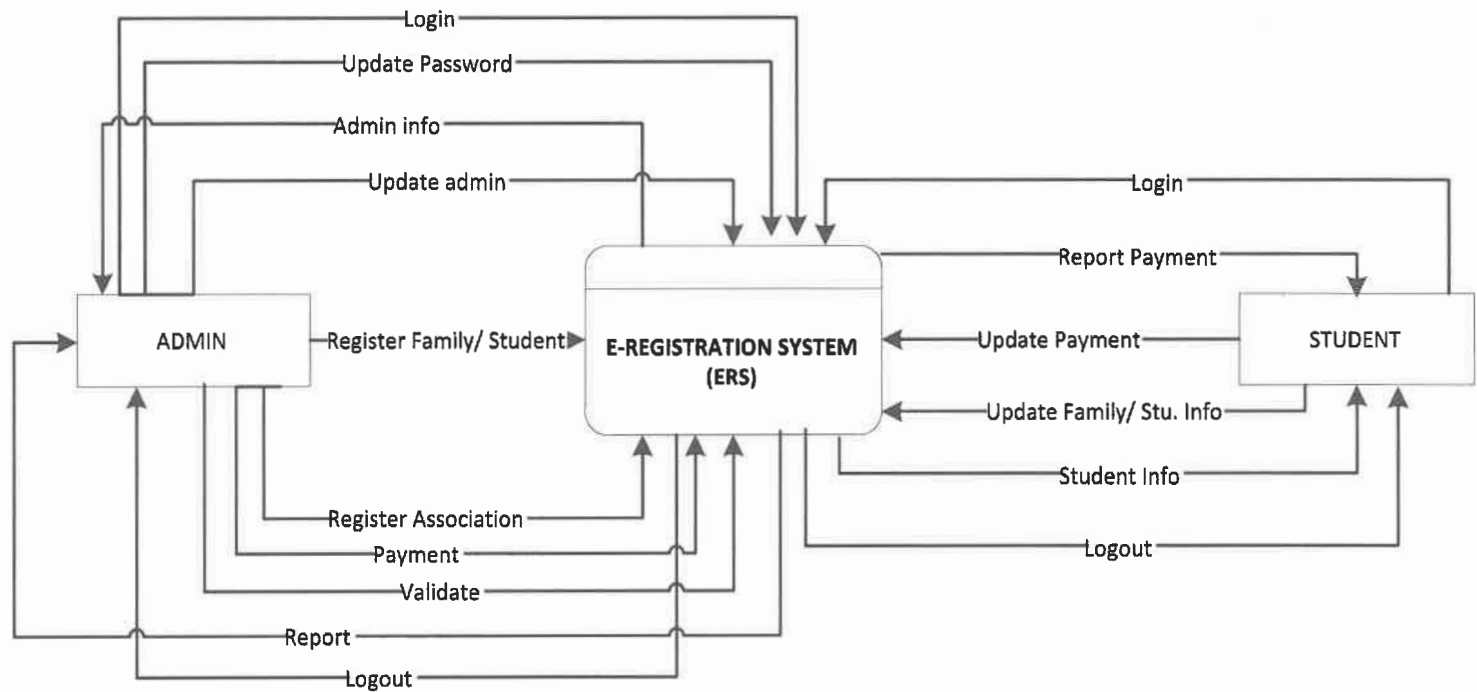 Login
Update Password
Admin info
Update admin
Login
Report Payment
ADMIN
Register Family/ Student
E-REGISTRATION SYSTEM
(ERS)
Update Payment
STUDENT
Update Family/ Stu. Info
Student Info
Register Association
Payment
Logout
Validate
Report
Logout